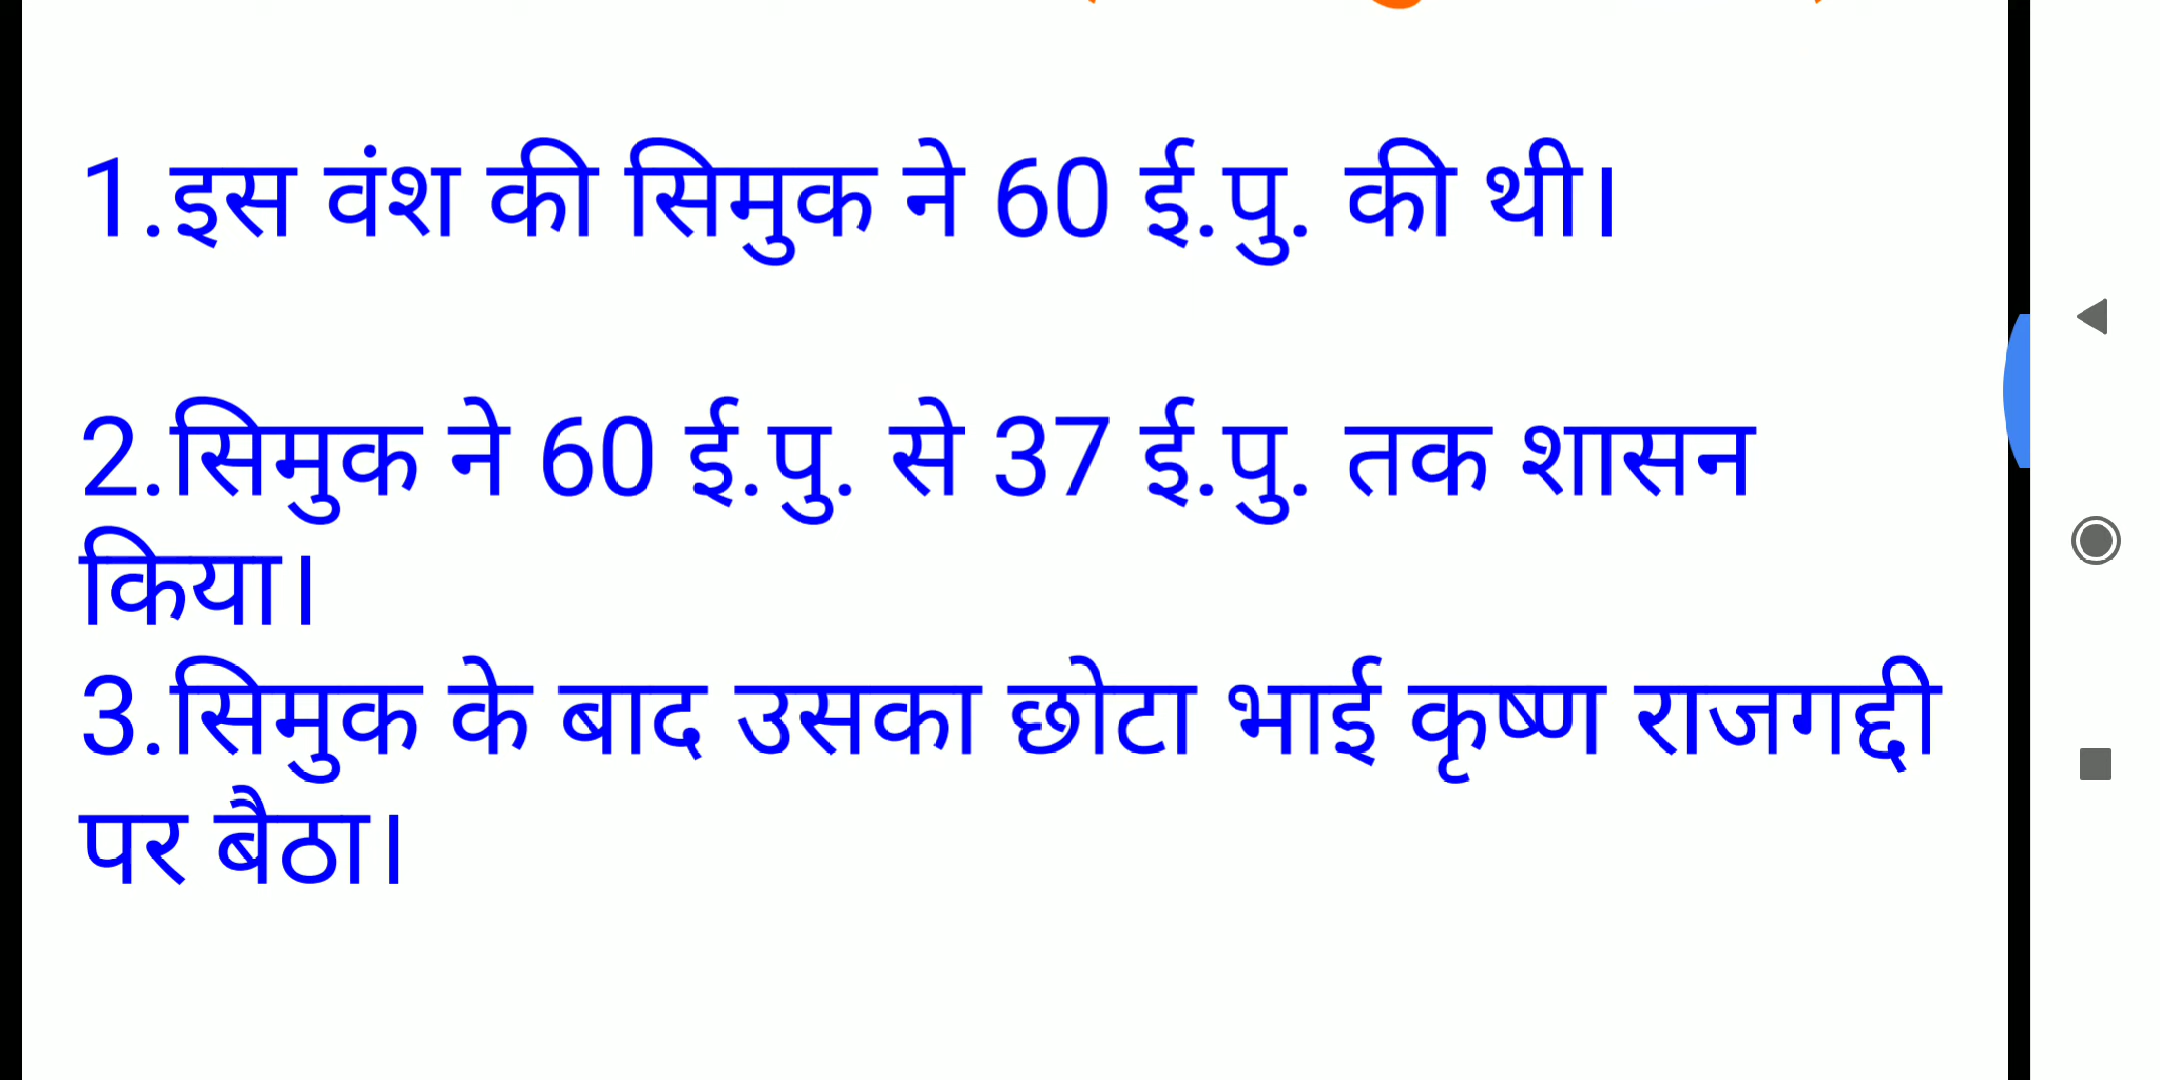 1.इस वंश की सिमुक ने 60 ई.पु. की थी।
2.सिमुक ने 60 ई.पु. से 37 ई.पु. तक शासन
किया।
3.सिमुक के बाद उसका छोटा भाई कृष्ण राजगद्दी
पर बैठा।